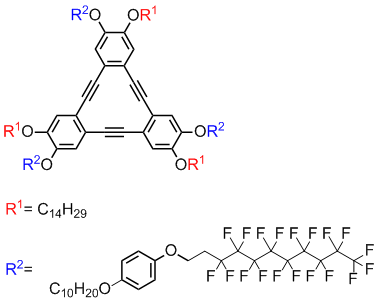 R²O OR¹
R¹O OR²
R²O OR¹
R¹= C₁₄H₂₉
F F F F F F F F
O
R²=
F
F F F F F F F F F
F
C₁₀H₂₀O